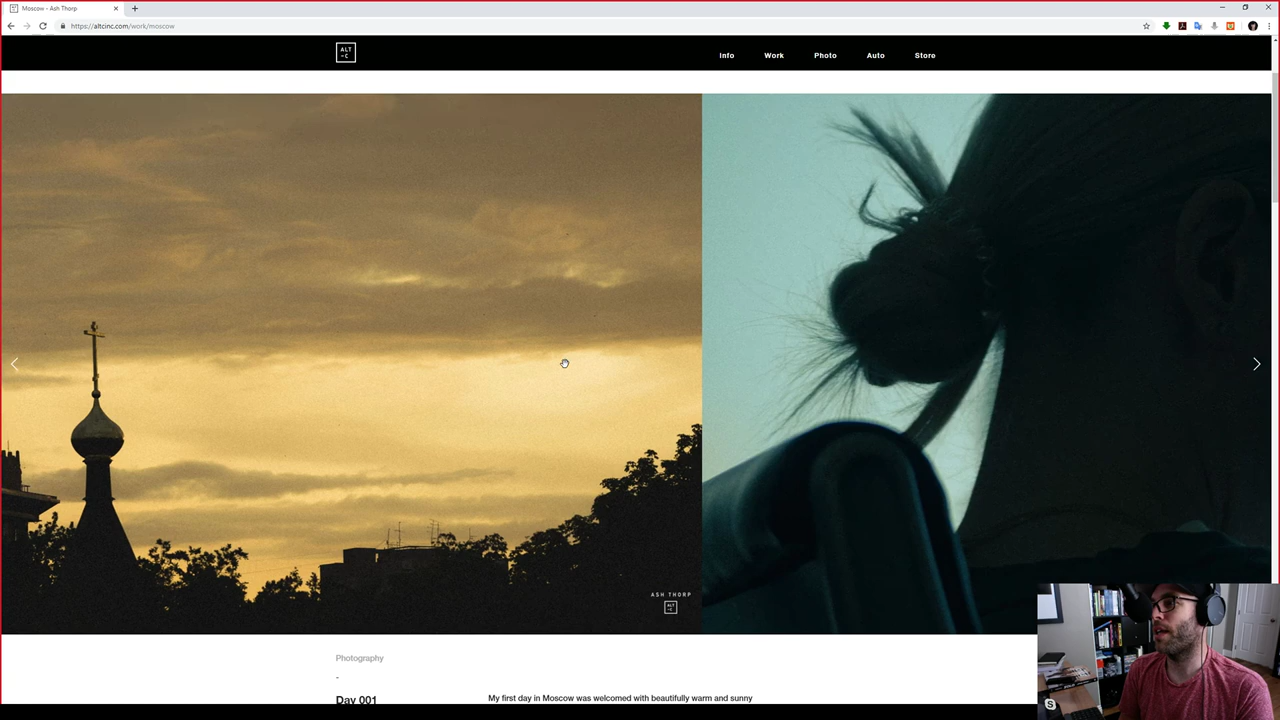 Moscow - Ash Thorp
https://altcinc.com/work/moscow
ALT
-C
Info
Work
Photo
Auto
Store
ASH THORP
ALT
-C
Photography
-
Day 001
My first day in Moscow was welcomed with beautifully warm and sunny